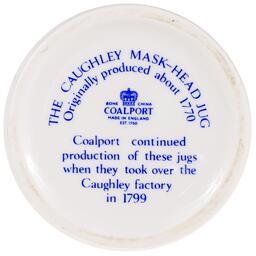 THE CAUGHLEY MASK-HEAD JUG
Originally produced about 1770
BONE CHINA
COALPORT
MADE IN ENGLAND
EST. 1750
Coalport continued
production of these jugs
when they took over the
Caughley factory
in 1799